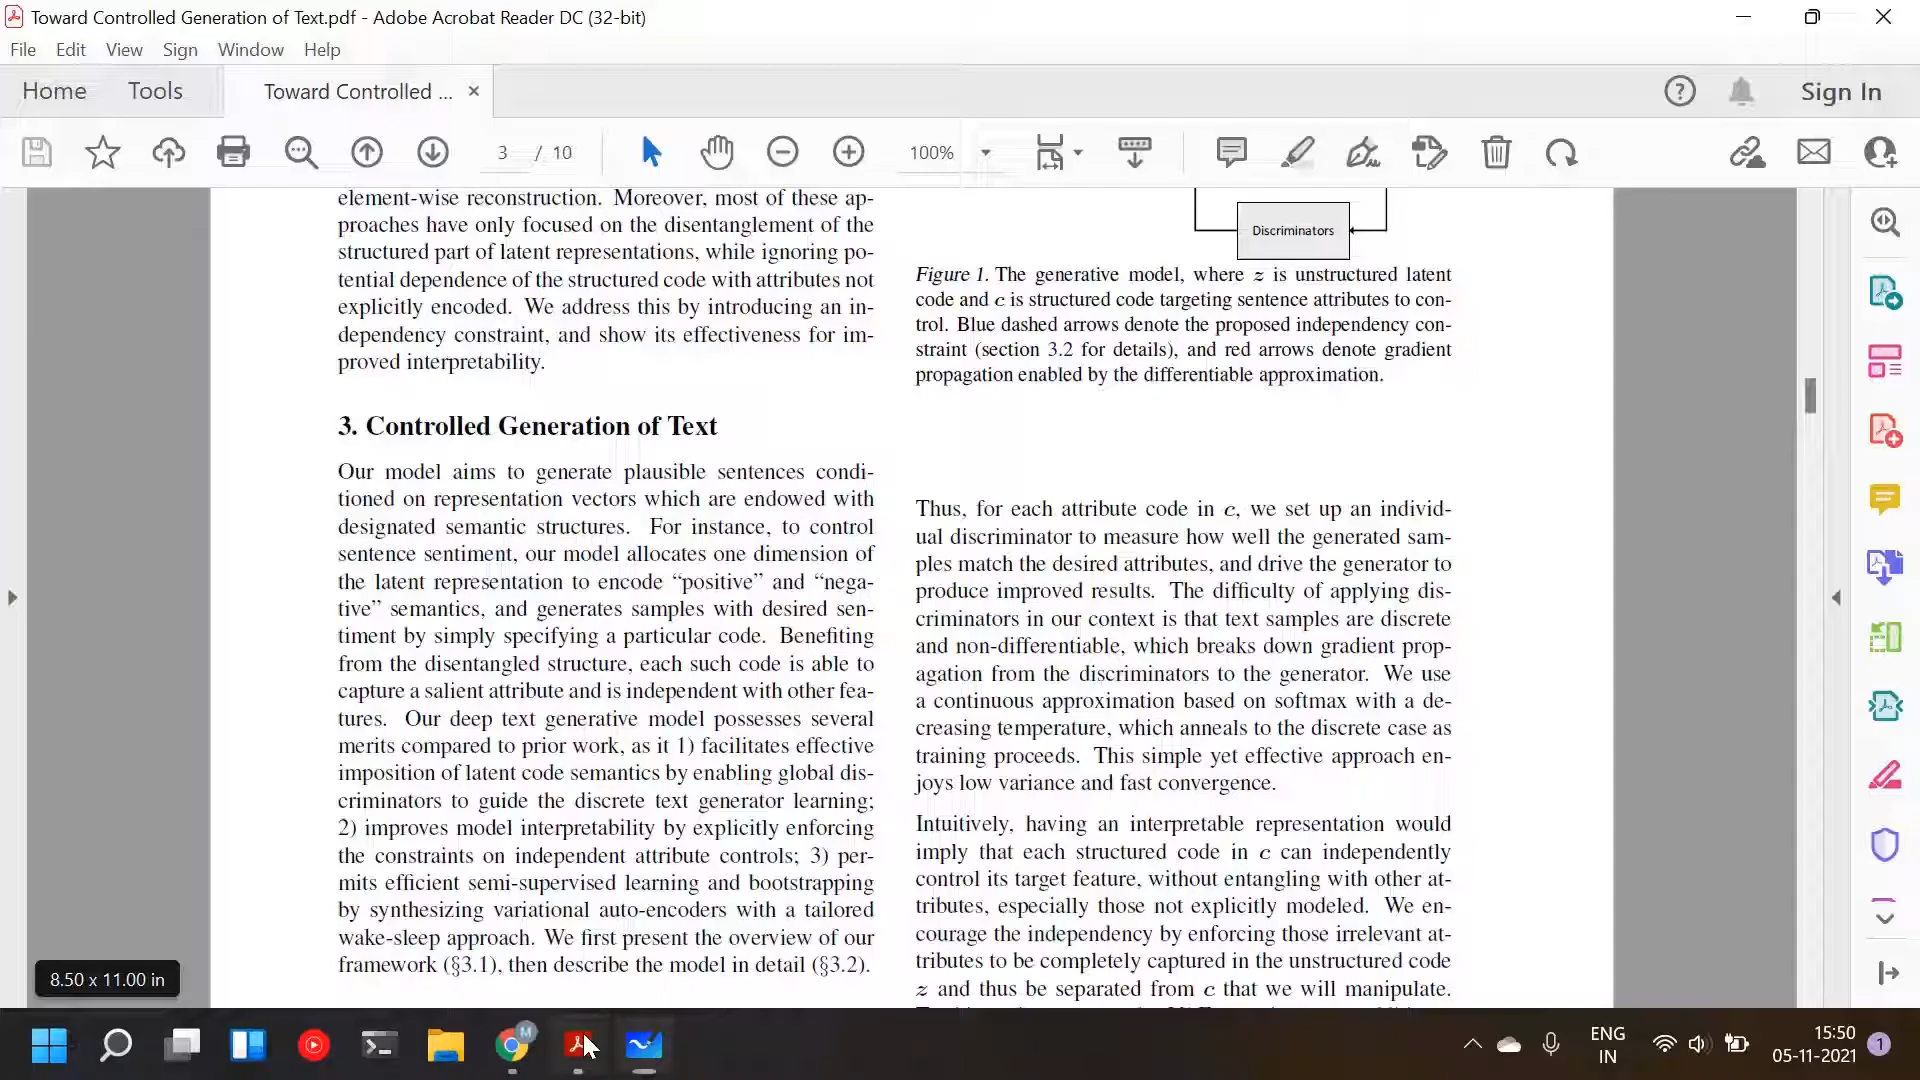 Toward Controlled Generation of Text.pdf - Adobe Acrobat Reader DC (32-bit)
File Edit View Sign Window Help
Home Tools Toward Controlled ... × Sign In
3 / 10 100%
element-wise reconstruction. Moreover, most of these ap-
proaches have only focused on the disentanglement of the
structured part of latent representations, while ignoring po-
tential dependence of the structured code with attributes not
explicitly encoded. We address this by introducing an in-
dependency constraint, and show its effectiveness for im-
proved interpretability.
3. Controlled Generation of Text
Our model aims to generate plausible sentences condi-
tioned on representation vectors which are endowed with
designated semantic structures. For instance, to control
sentence sentiment, our model allocates one dimension of
the latent representation to encode “positive” and “nega-
tive” semantics, and generates samples with desired sen-
timent by simply specifying a particular code. Benefiting
from the disentangled structure, each such code is able to
capture a salient attribute and is independent with other fea-
tures. Our deep text generative model possesses several
merits compared to prior work, as it 1) facilitates effective
imposition of latent code semantics by enabling global dis-
criminators to guide the discrete text generator learning;
2) improves model interpretability by explicitly enforcing
the constraints on independent attribute controls; 3) per-
mits efficient semi-supervised learning and bootstrapping
by synthesizing variational auto-encoders with a tailored
wake-sleep approach. We first present the overview of our
framework (§3.1), then describe the model in detail (§3.2).
Discriminators
Figure 1. The generative model, where z is unstructured latent
code and c is structured code targeting sentence attributes to con-
trol. Blue dashed arrows denote the proposed independency con-
straint (section 3.2 for details), and red arrows denote gradient
propagation enabled by the differentiable approximation.
Thus, for each attribute code in c, we set up an individ-
ual discriminator to measure how well the generated sam-
ples match the desired attributes, and drive the generator to
produce improved results. The difficulty of applying dis-
criminators in our context is that text samples are discrete
and non-differentiable, which breaks down gradient prop-
agation from the discriminators to the generator. We use
a continuous approximation based on softmax with a de-
creasing temperature, which anneals to the discrete case as
training proceeds. This simple yet effective approach en-
joys low variance and fast convergence.
Intuitively, having an interpretable representation would
imply that each structured code in c can independently
control its target feature, without entangling with other at-
tributes, especially those not explicitly modeled. We en-
courage the independency by enforcing those irrelevant at-
tributes to be completely captured in the unstructured code
z and thus be separated from c that we will manipulate.
8.50 x 11.00 in
M
ENG
IN
15:50
05-11-2021
1